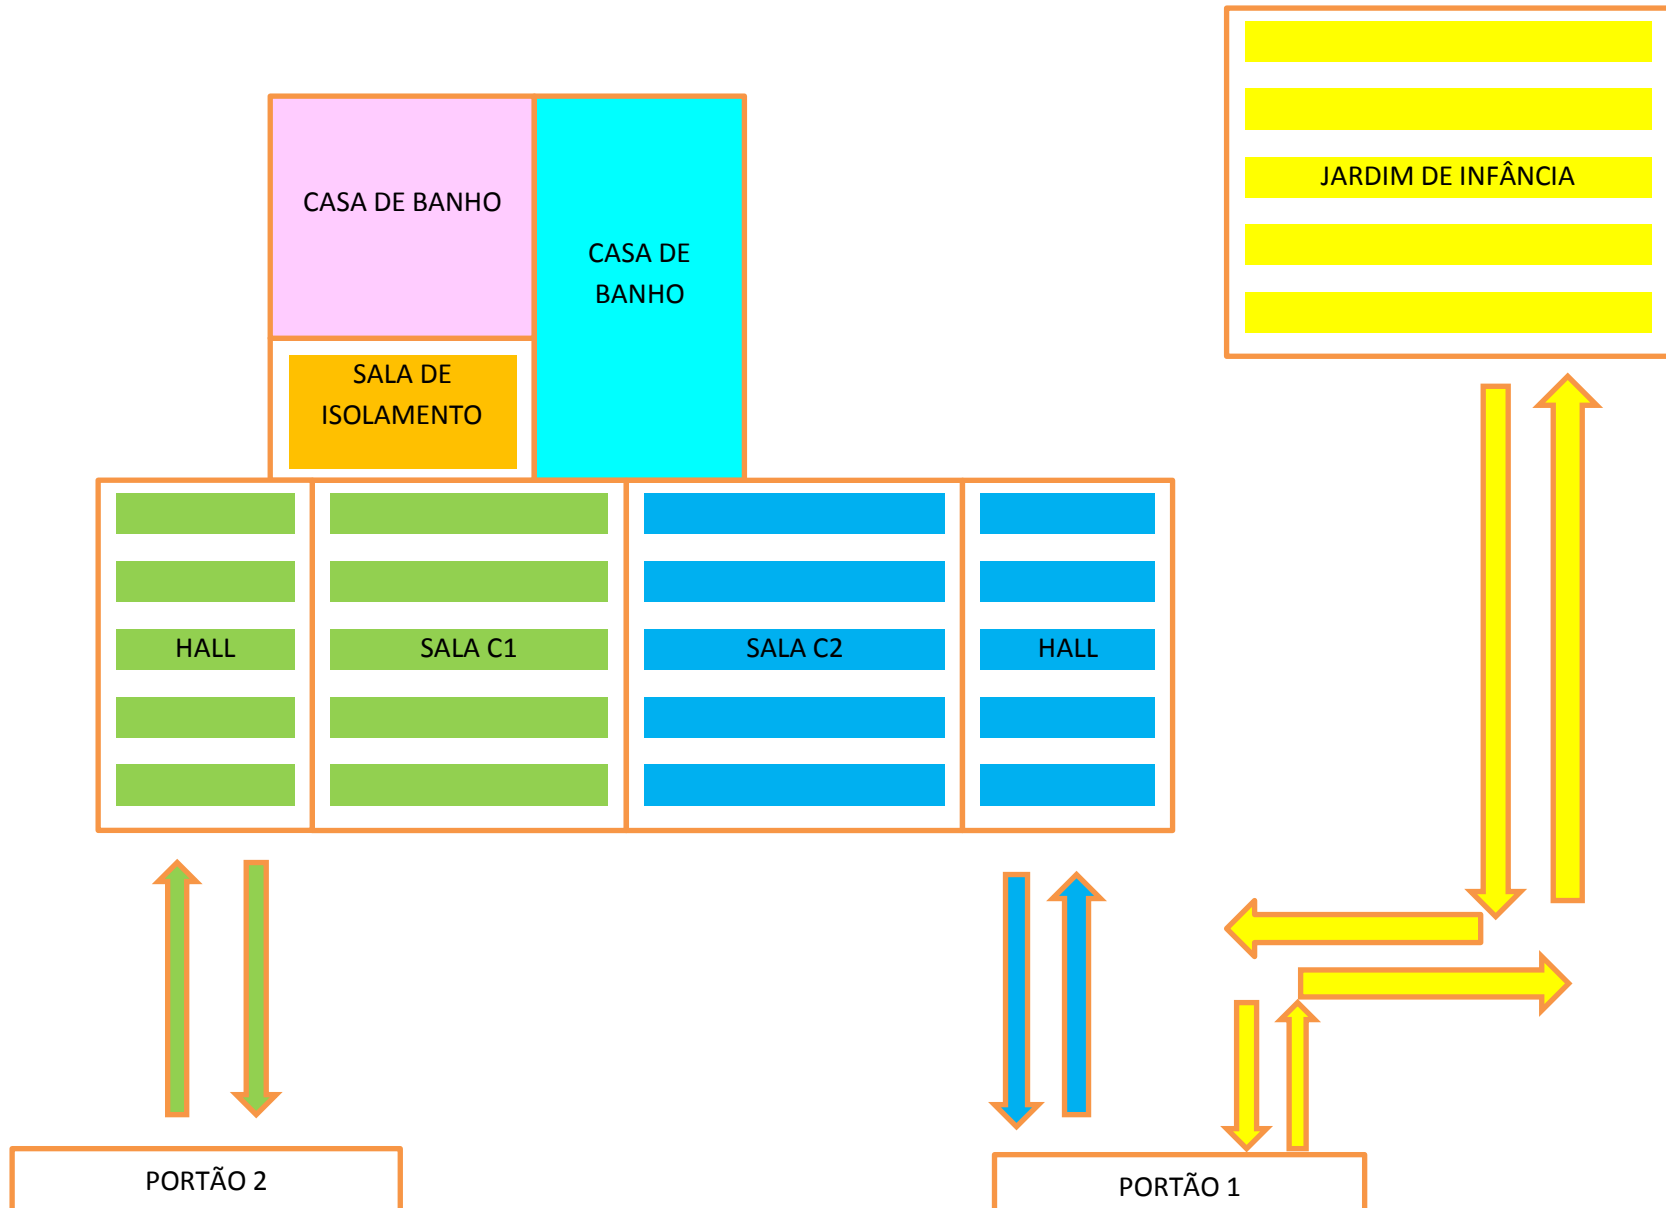 JARDIM DE INFÂNCIA
CASA DE BANHO
CASA DE
BANHO
SALA DE
ISOLAMENTO
HALL
SALA C1
SALA C2
HALL
PORTÃO 2
PORTÃO 1